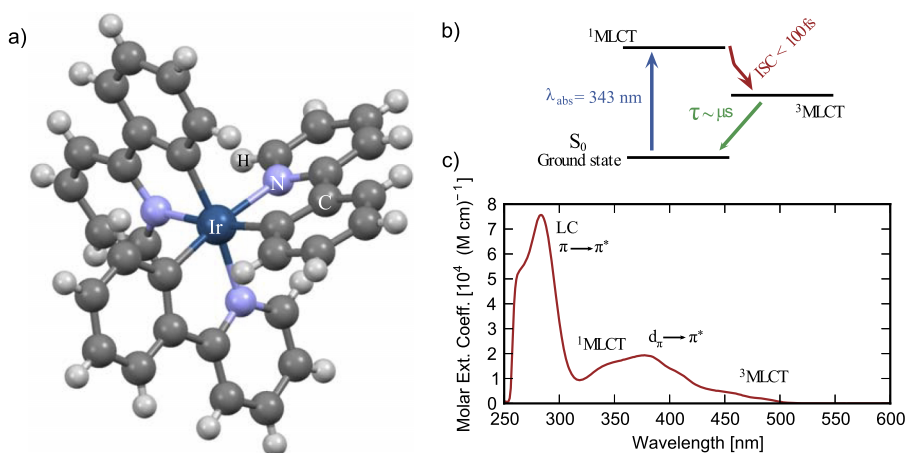 a)
H
N
C
Ir
b)
¹MLCT
ISC < 100 fs
λabs = 343 nm
³MLCT
τ ~ μs
S₀
Ground state
c)
Molar Ext. Coeff. [10⁴ (M cm)⁻¹]
8
7
6
5
4
3
2
1
0
LC
π → π*
¹MLCT
dπ → π*
³MLCT
250 300 350 400 450 500 550 600
Wavelength [nm]